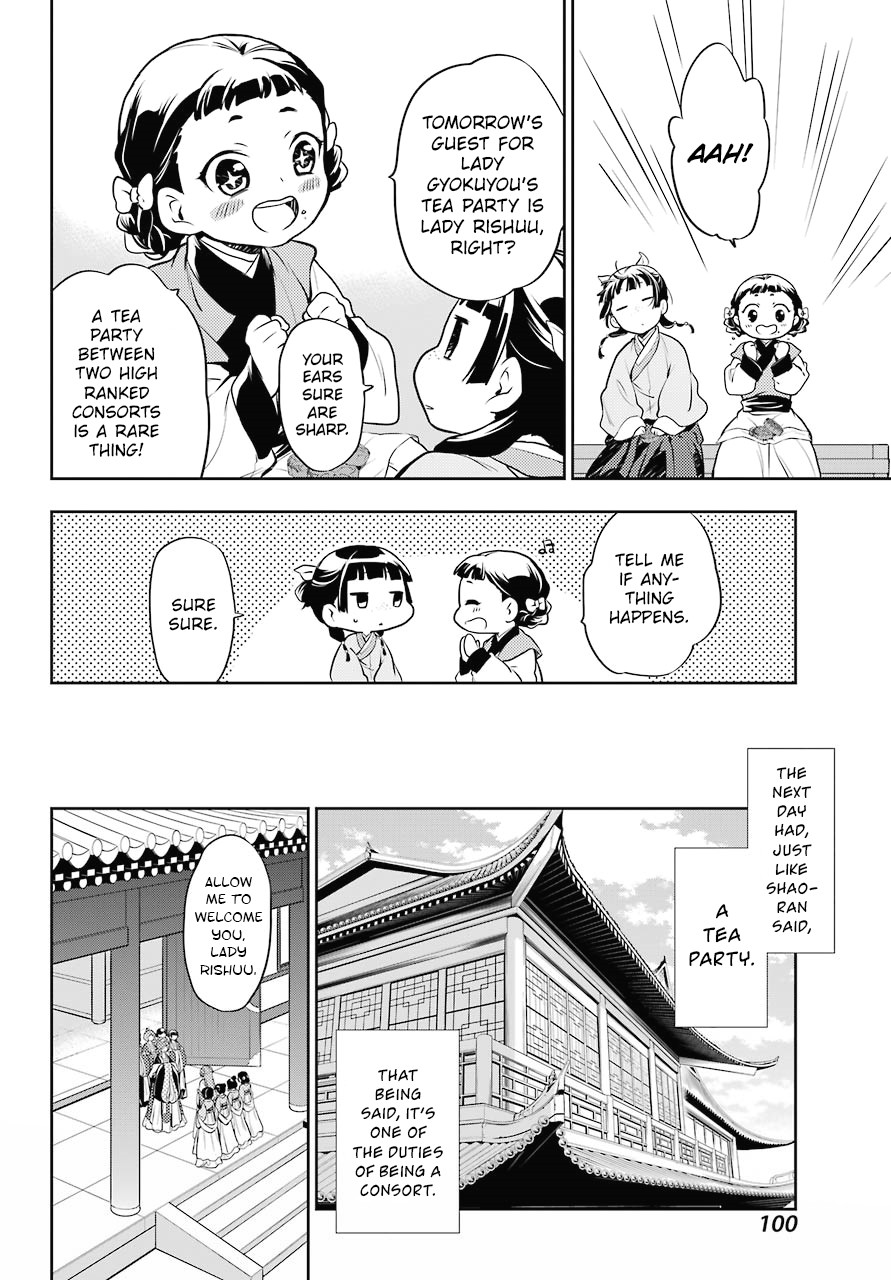 AAH!
TOMORROW'S
GUEST FOR
LADY
GYOKUYOU'S
TEA PARTY IS
LADY RISHUU,
RIGHT?
YOUR
EARS
SURE
ARE
SHARP.
A TEA
PARTY
BETWEEN
TWO HIGH
RANKED
CONSORTS
IS A RARE
THING!
TELL ME
IF ANY-
THING
HAPPENS.
SURE
SURE.
THE
NEXT
DAY
HAD,
JUST
LIKE
SHAO-
RAN
SAID,
A
TEA
PARTY.
THAT
BEING
SAID, IT'S
ONE OF
THE DUTIES
OF BEING A
CONSORT.
ALLOW
ME TO
WELCOME
YOU,
LADY
RISHUU.
100